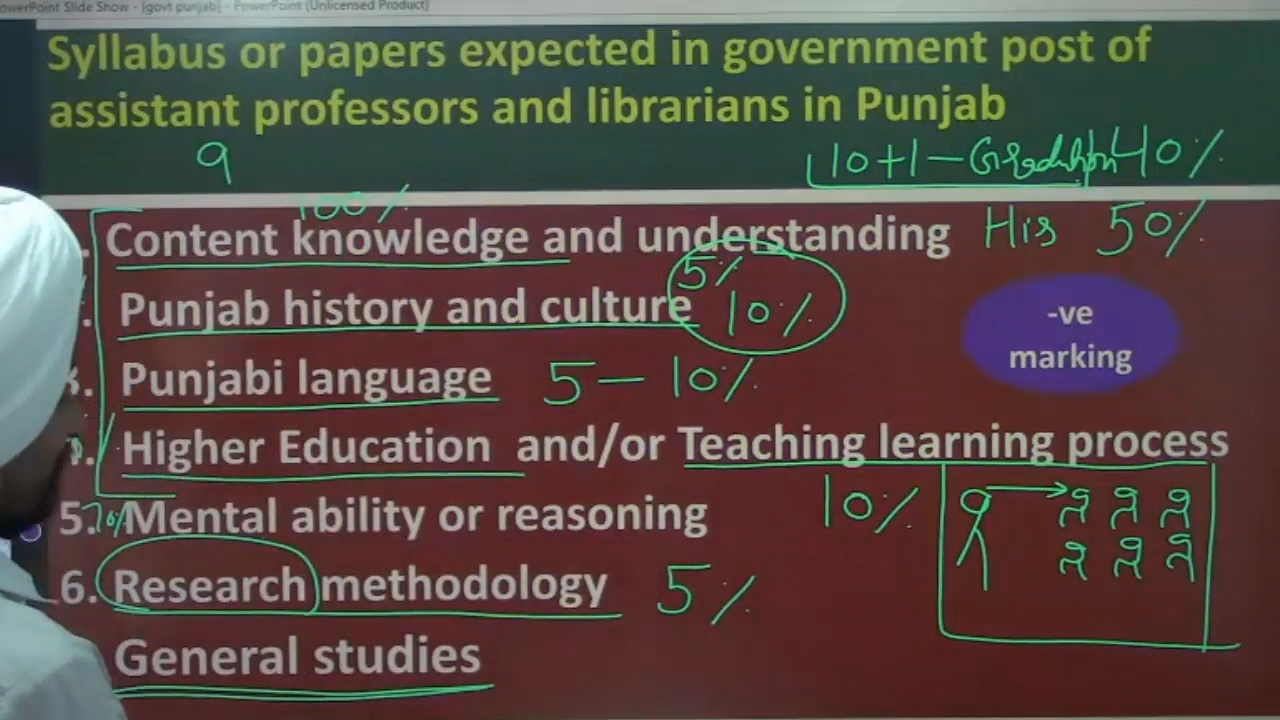 owerPoint Slide Show - [govt punjab] - PowerPoint (Unlicensed Product)
Syllabus or papers expected in government post of
assistant professors and librarians in Punjab
9
10+1-Graduation 40%
100%
Content knowledge and understanding His 50%
5%
Punjab history and culture 10%
-ve
marking
Punjabi language 5-10%
Higher Education and/or Teaching learning process
5. 70% Mental ability or reasoning 10%
6. Research methodology 5%
General studies